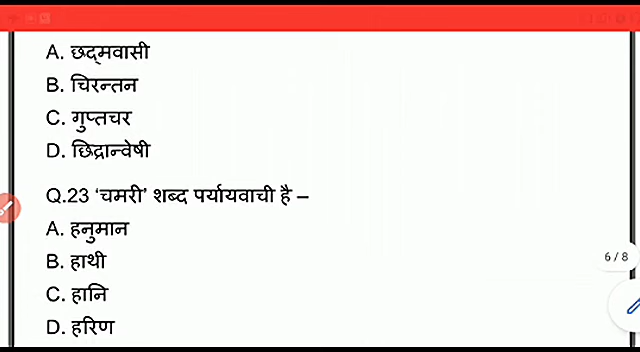 A. छद्मवासी
B. चिरन्तन
C. गुप्तचर
D. छिद्रान्वेषी
Q.23 ‘चमरी’ शब्द पर्यायवाची है –
A. हनुमान
B. हाथी
C. हानि
D. हरिण
6 / 8